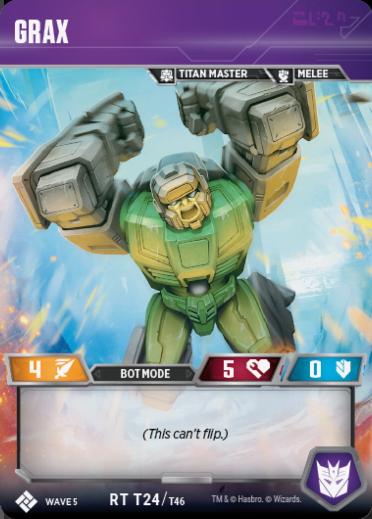 GRAX
TITAN MASTER
MELEE
4
BOT MODE
5
0
(This can't flip.)
WAVE 5
RT T24/T46
TM & © Hasbro. © Wizards.